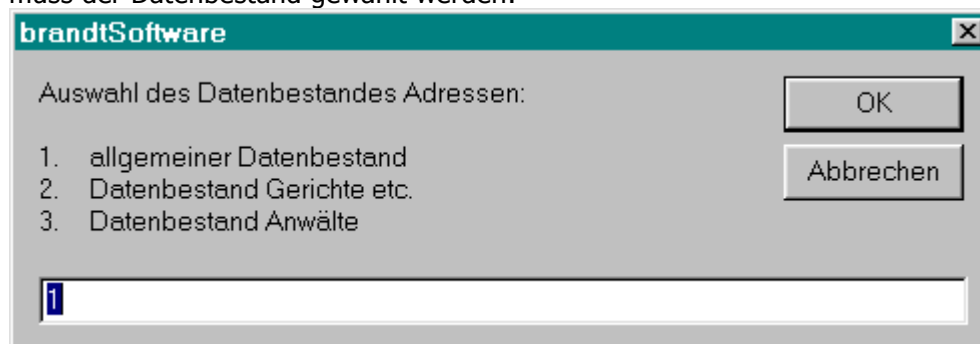 muss der Datenbestand gewählt werden.
brandtSoftware
Auswahl des Datenbestandes Adressen:
OK
1. allgemeiner Datenbestand
2. Datenbestand Gerichte etc.
3. Datenbestand Anwälte
Abbrechen
1